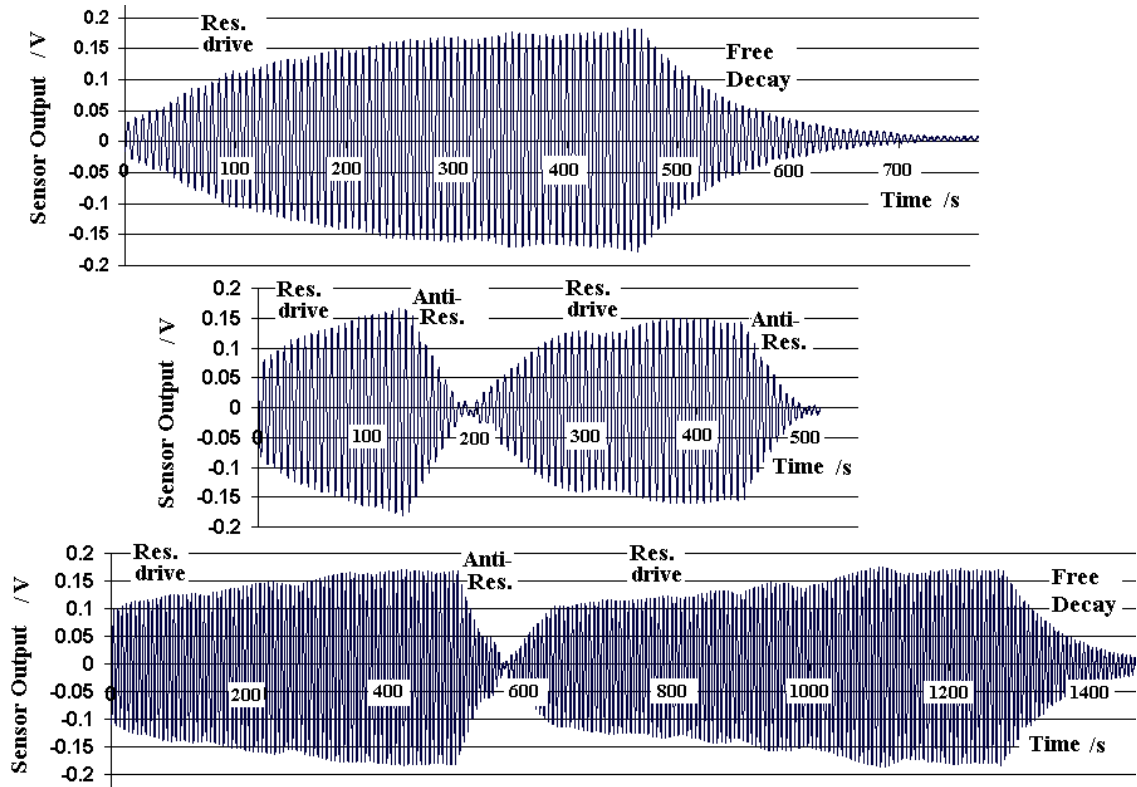 0.2
Res.
drive
0.15
Free
Decay
0.1
0.05
0
-0.05
-0.1
-0.15
-0.2
Sensor Output / V
0
100
200
300
400
500
600
700
Time /s
0.2
Res.
drive
Anti-
Res.
Res.
drive
Anti-
Res.
0.15
0.1
0.05
0
-0.05
-0.1
-0.15
-0.2
Sensor Output / V
0
100
200
300
400
500
Time /s
0.2
Res.
drive
Anti-
Res.
Res.
drive
Free
Decay
0.15
0.1
0.05
0
-0.05
-0.1
-0.15
-0.2
Sensor Output / V
0
200
400
600
800
1000
1200
1400
Time /s